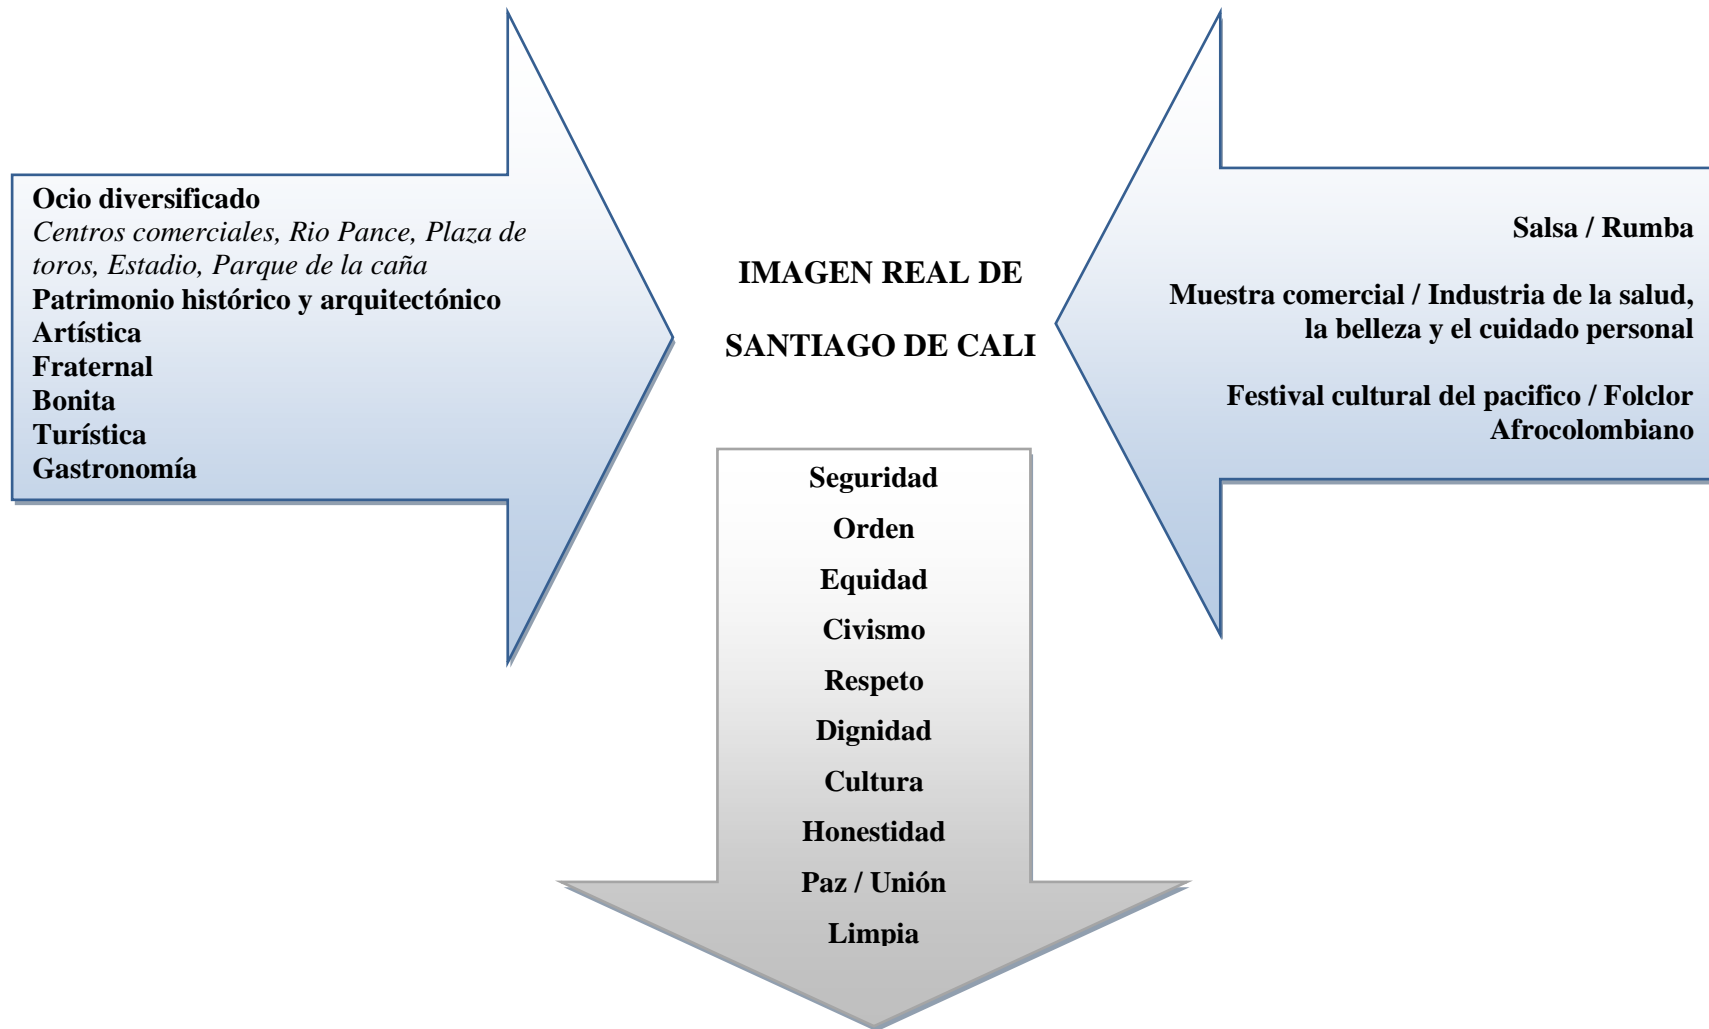 Ocio diversificado
Centros comerciales, Rio Pance, Plaza de
toros, Estadio, Parque de la caña
Patrimonio histórico y arquitectónico
Artística
Fraternal
Bonita
Turística
Gastronomía
IMAGEN REAL DE
SANTIAGO DE CALI
Salsa / Rumba
Muestra comercial / Industria de la salud,
la belleza y el cuidado personal
Festival cultural del pacifico / Folclor
Afrocolombiano
Seguridad
Orden
Equidad
Civismo
Respeto
Dignidad
Cultura
Honestidad
Paz / Unión
Limpia